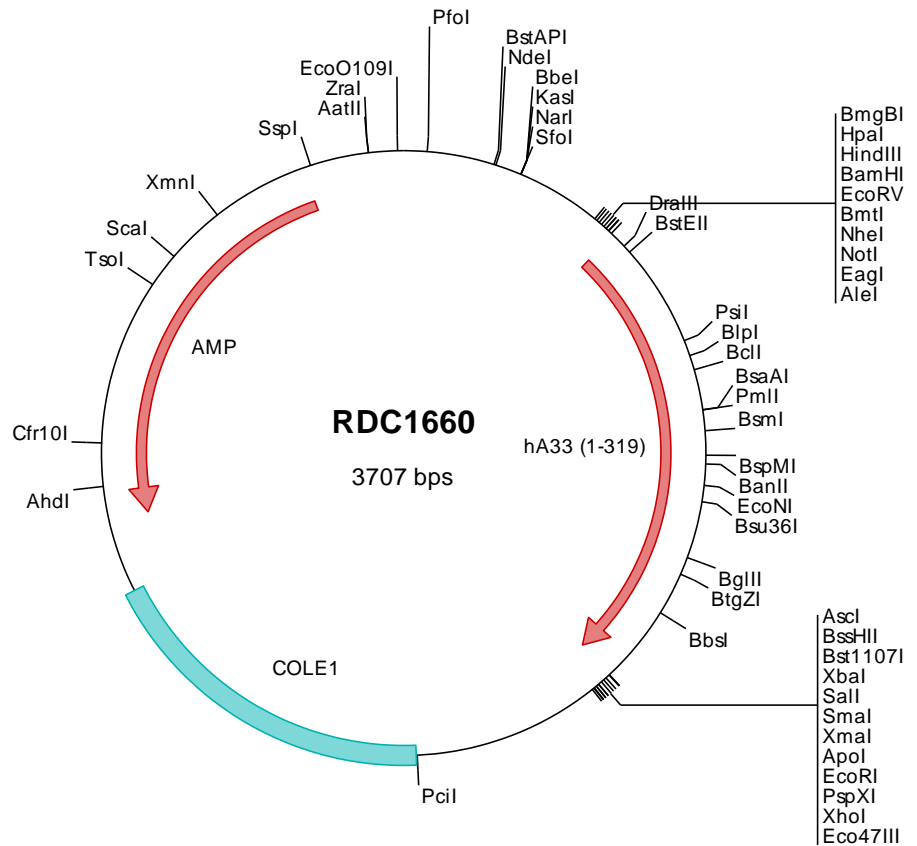 PfoI
EcoO109I
ZraI
AatII
SspI
XmnI
ScaI
TsoI
Cfr10I
AhdI
BstAPI
NdeI
BbeI
KasI
NarI
SfoI
BmgBI
HpaI
HindIII
BamHI
EcoRV
BmtI
NheI
NotI
EagI
AleI
DraIII
BstEII
PsiI
BlpI
BclI
BsaAI
PmlI
BsmI
BspMI
BanII
EcoNI
Bsu36I
BglII
BtgZI
BbsI
AscI
BssHII
Bst1107I
XbaI
SalI
SmaI
XmaI
ApoI
EcoRI
PspXI
XhoI
Eco47III
PciI
AMP
RDC1660
3707 bps
hA33 (1-319)
COLE1